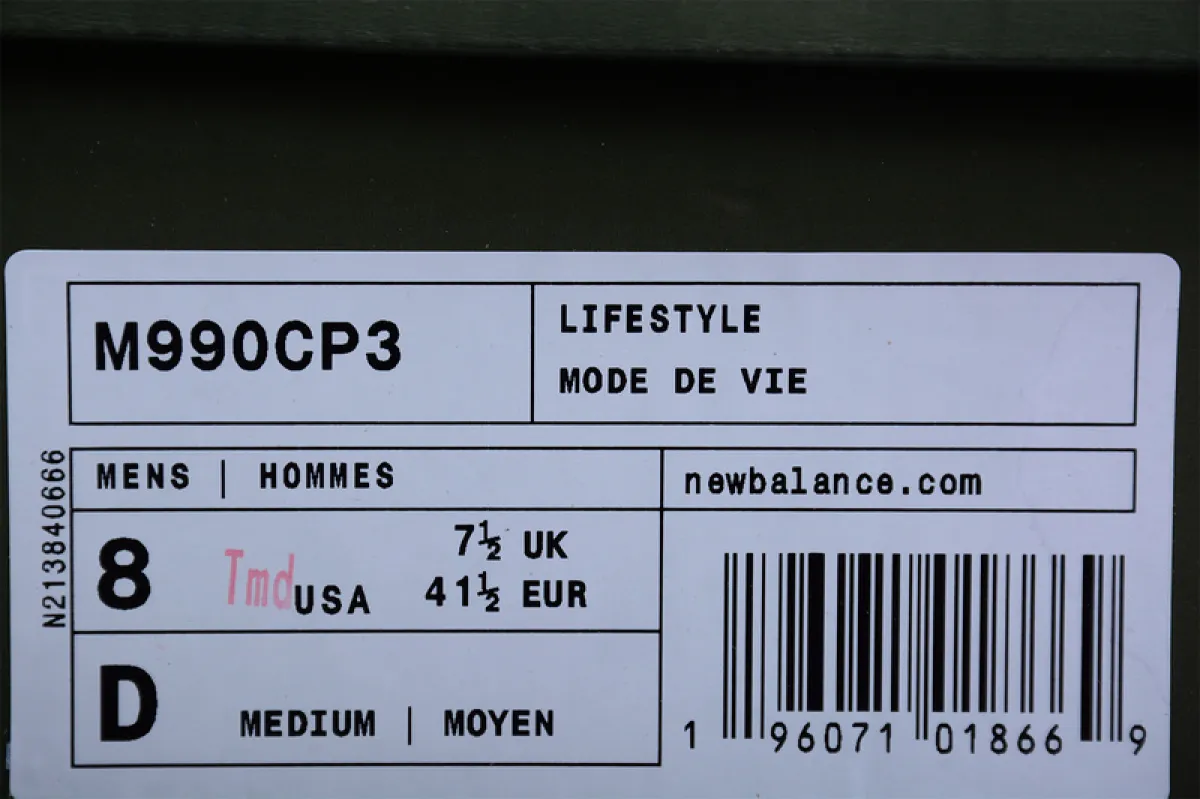 M990CP3
LIFESTYLE
MODE DE VIE
N213840666
MENS | HOMMES
newbalance.com
8 Tmd USA
7½ UK
41½ EUR
D MEDIUM | MOYEN
1 96071 01866 9